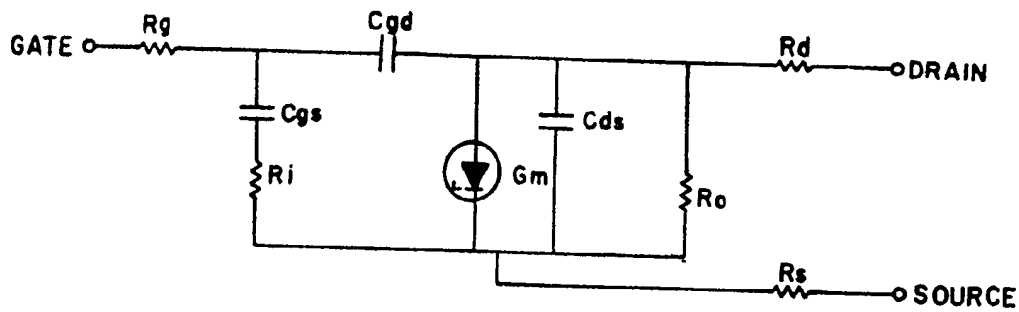 Rg
Cgd
GATE
Rd
DRAIN
Cgs
Cds
Ri
Gm
Ro
Rs
SOURCE